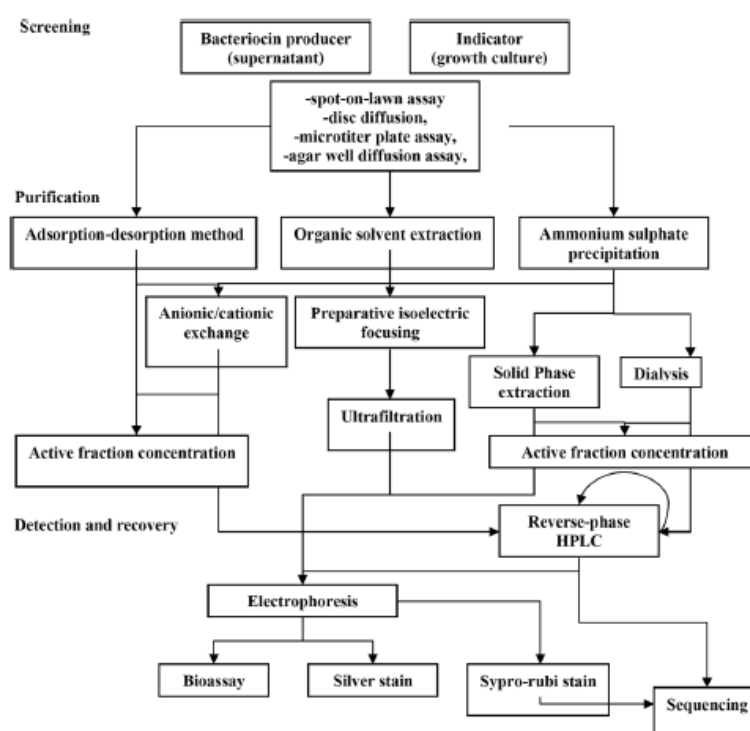 Screening
Bacteriocin producer
(supernatant)
Indicator
(growth culture)
-spot-on-lawn assay
-disc diffusion,
-microtiter plate assay,
-agar well diffusion assay,
Purification
Adsorption-desorption method
Organic solvent extraction
Ammonium sulphate
precipitation
Anionic/cationic
exchange
Preparative isoelectric
focusing
Solid Phase
extraction
Dialysis
Ultrafiltration
Active fraction concentration
Active fraction concentration
Detection and recovery
Reverse-phase
HPLC
Electrophoresis
Bioassay
Silver stain
Sypro-rubi stain
Sequencing